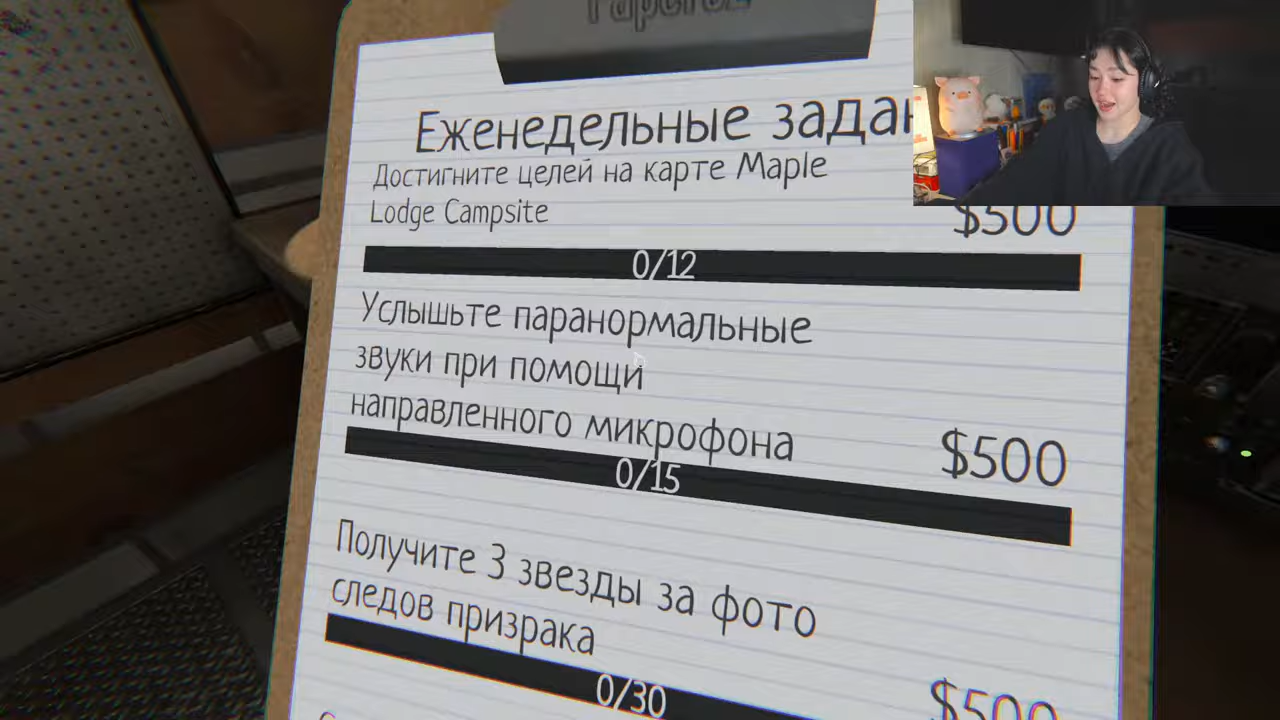 Еженедельные
Достигните целей на карте Maple
Lodge Campsite
$500
0/12
Услышьте паранормальные
звуки при помощи
направленного микрофона
$500
0/15
Получите 3 звезды за фото
следов призрака
$500
0/30